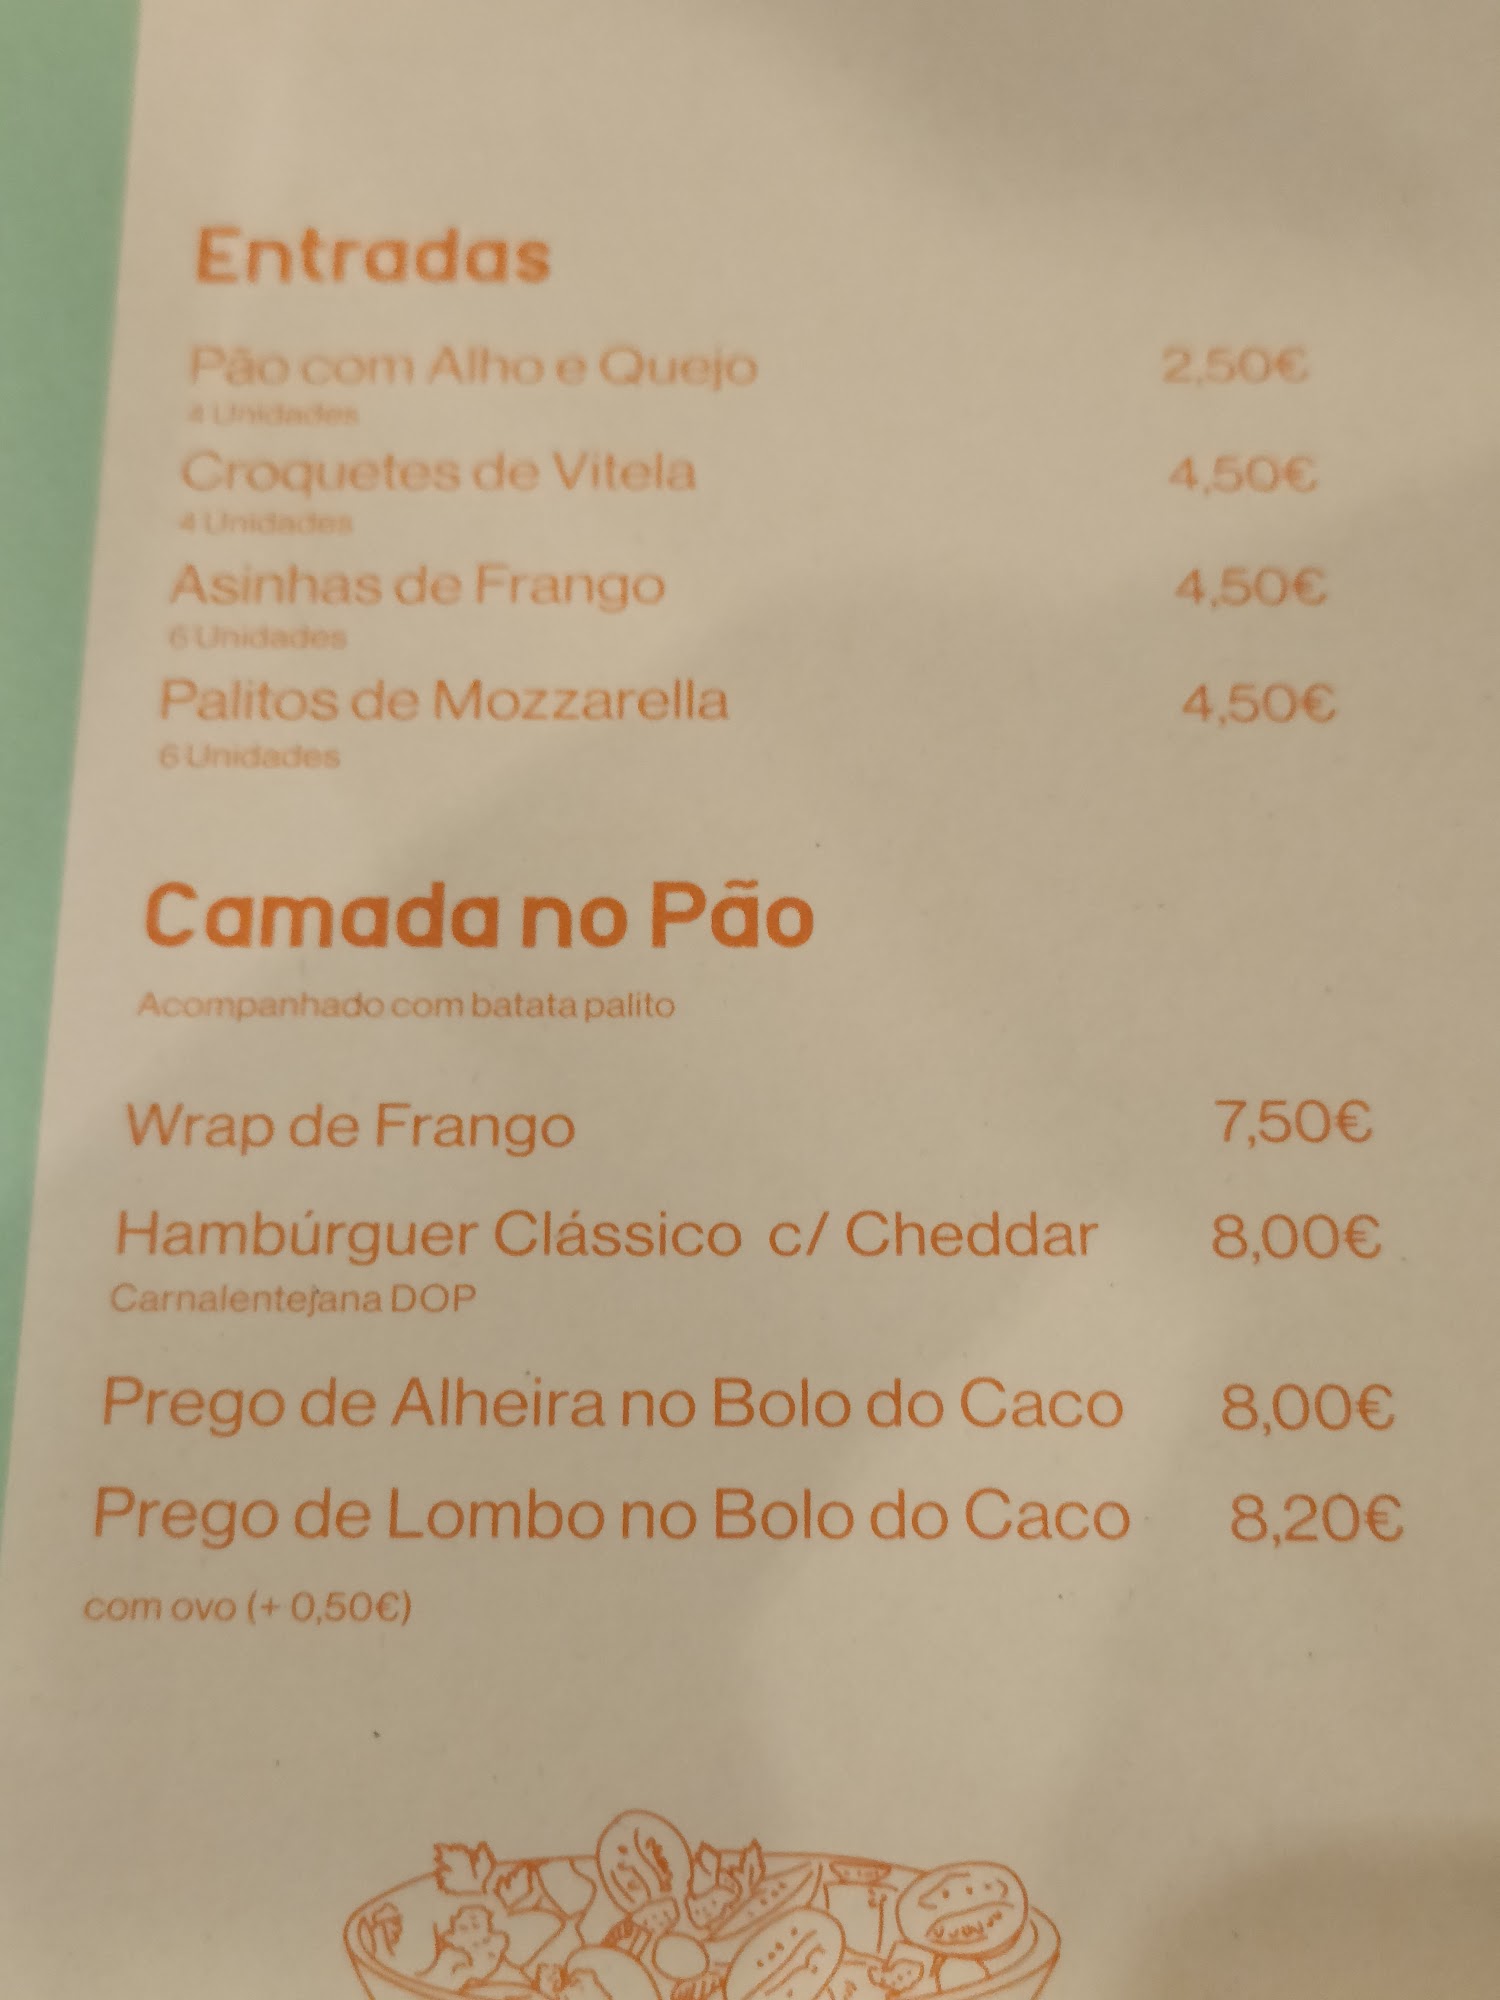 Entradas
Pão com Alho e Quejo 2,50€
4 Unidades
Croquetes de Vitela 4,50€
4 Unidades
Asinhas de Frango 4,50€
6 Unidades
Palitos de Mozzarella 4,50€
6 Unidades
Camada no Pão
Acompanhado com batata palito
Wrap de Frango 7,50€
Hambúrguer Clássico c/ Cheddar 8,00€
Carnalentejana DOP
Prego de Alheira no Bolo do Caco 8,00€
Prego de Lombo no Bolo do Caco 8,20€
com ovo (+ 0,50€)